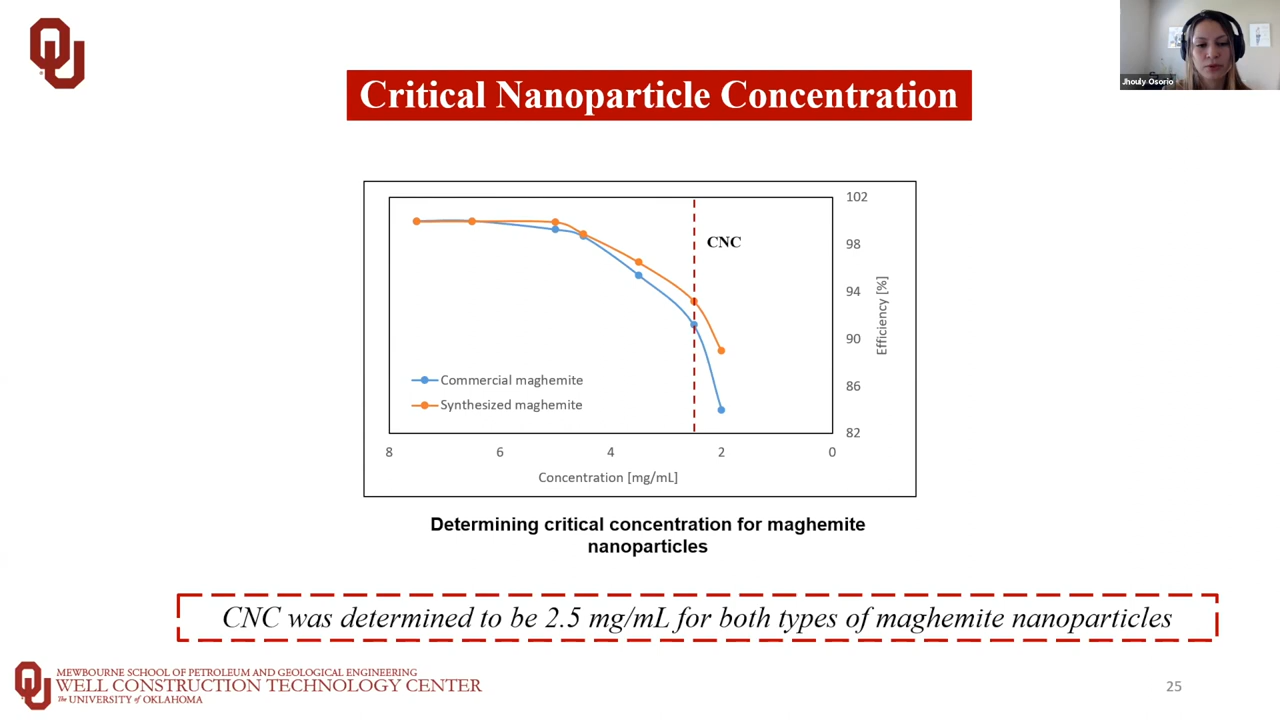 OU
Jhouly Osorio
Critical Nanoparticle Concentration
102
98
94
90
86
82
Efficiency [%]
CNC
Commercial maghemite
Synthesized maghemite
8 6 4 2 0
Concentration [mg/mL]
Determining critical concentration for maghemite
nanoparticles
CNC was determined to be 2.5 mg/mL for both types of maghemite nanoparticles
OU
MEWBOURNE SCHOOL OF PETROLEUM AND GEOLOGICAL ENGINEERING
WELL CONSTRUCTION TECHNOLOGY CENTER
The UNIVERSITY of OKLAHOMA
25